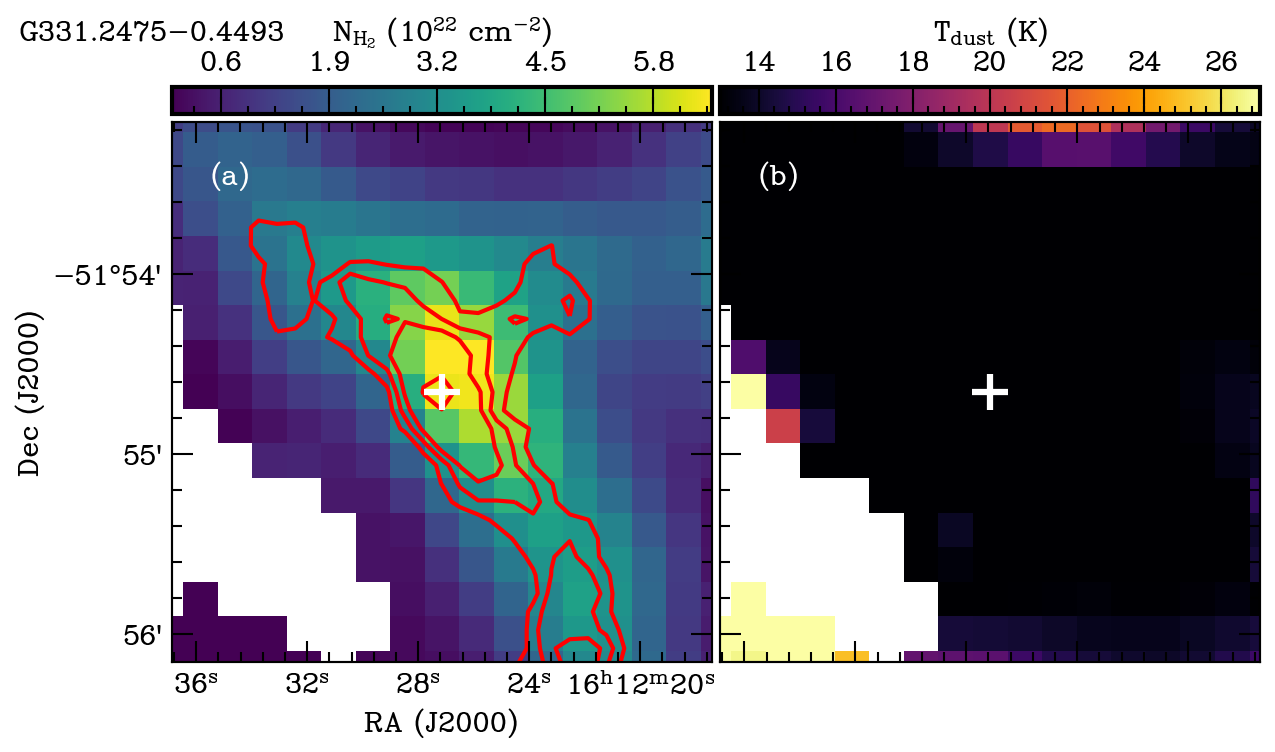 G331.2475−0.4493 N_H₂ (10²² cm⁻²) T_dust (K)
0.6 1.9 3.2 4.5 5.8 14 16 18 20 22 24 26
(a) (b)
−51°54'
55'
56'
Dec (J2000)
36ˢ 32ˢ 28ˢ 24ˢ 16ʰ12ᵐ20ˢ
RA (J2000)